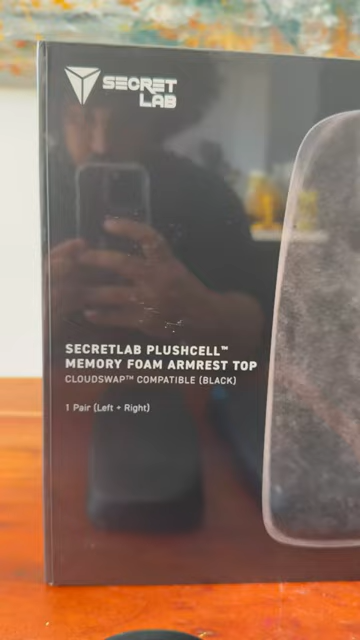 SECRET
LAB
SECRETLAB PLUSHCELL™
MEMORY FOAM ARMREST TOP
CLOUDSWAP™ COMPATIBLE (BLACK)
1 Pair (Left + Right)